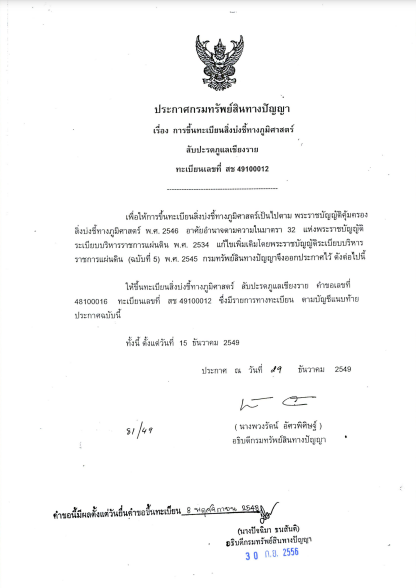 ประกาศกรมทรัพย์สินทางปัญญา
เรื่อง การขึ้นทะเบียนสิ่งบ่งชี้ทางภูมิศาสตร์
สับปะรดภูแลเชียงราย
ทะเบียนเลขที่ สช 49100012
เพื่อให้การขึ้นทะเบียนสิ่งบ่งชี้ทางภูมิศาสตร์เป็นไปตาม พระราชบัญญัติคุ้มครอง
สิ่งบ่งชี้ทางภูมิศาสตร์ พ.ศ. 2546 อาศัยอำนาจตามความในมาตรา 32 แห่งพระราชบัญญัติ
ระเบียบบริหารราชการแผ่นดิน พ.ศ. 2534 แก้ไขเพิ่มเติมโดยพระราชบัญญัติระเบียบบริหาร
ราชการแผ่นดิน (ฉบับที่ 5) พ.ศ. 2545 กรมทรัพย์สินทางปัญญาจึงออกประกาศไว้ ดังต่อไปนี้
ให้ขึ้นทะเบียนสิ่งบ่งชี้ทางภูมิศาสตร์ สับปะรดภูแลเชียงราย คำขอเลขที่
48100016 ทะเบียนเลขที่ สช 49100012 ซึ่งมีรายการทางทะเบียน ตามบัญชีแนบท้าย
ประกาศฉบับนี้
ทั้งนี้ ตั้งแต่วันที่ 15 ธันวาคม 2549
ประกาศ ณ วันที่ 29 ธันวาคม 2549
( นางพวงรัตน์ อัศวพิศิษฐ์ )
อธิบดีกรมทรัพย์สินทางปัญญา
81/49
คำขอนี้มีผลตั้งแต่วันยื่นคำขอขึ้นทะเบียน 8 พฤศจิกายน 2548
(นางปัจฉิมา ธนสันติ)
อธิบดีกรมทรัพย์สินทางปัญญา
30 ก.ย. 2556